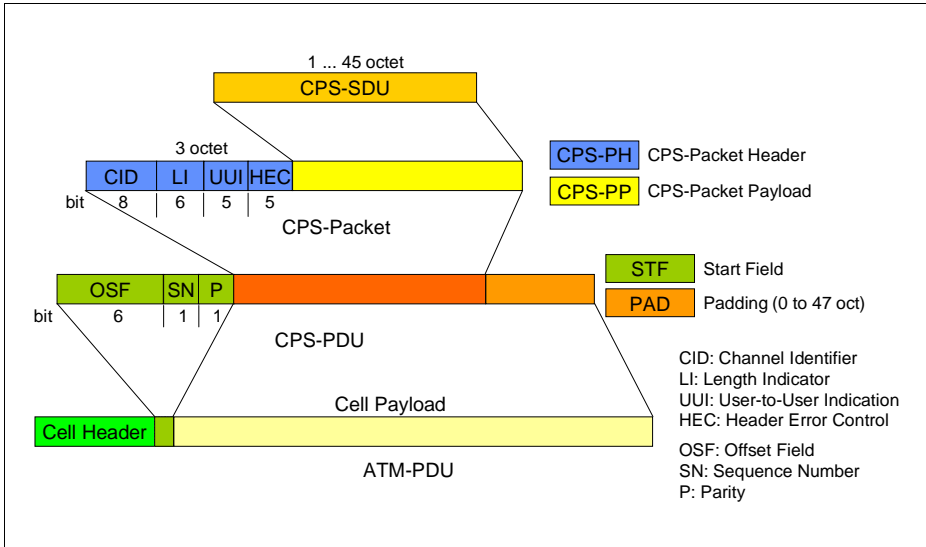 1 ... 45 octet
CPS-SDU
3 octet
CID LI UUI HEC
bit 8 6 5 5
CPS-Packet
CPS-PH CPS-Packet Header
CPS-PP CPS-Packet Payload
OSF SN P
bit 6 1 1
CPS-PDU
STF Start Field
PAD Padding (0 to 47 oct)
Cell Payload
Cell Header
ATM-PDU
CID: Channel Identifier
LI: Length Indicator
UUI: User-to-User Indication
HEC: Header Error Control
OSF: Offset Field
SN: Sequence Number
P: Parity